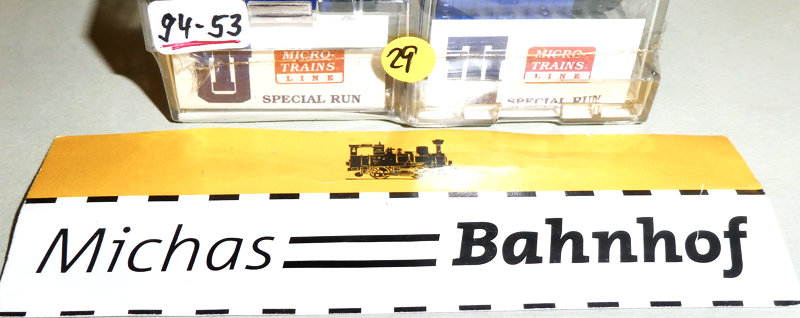 94-53
MICRO-
TRAINS
LINE
SPECIAL RUN
29
MICRO-
TRAINS
LINE
SPECIAL RUN
Michas Bahnhof